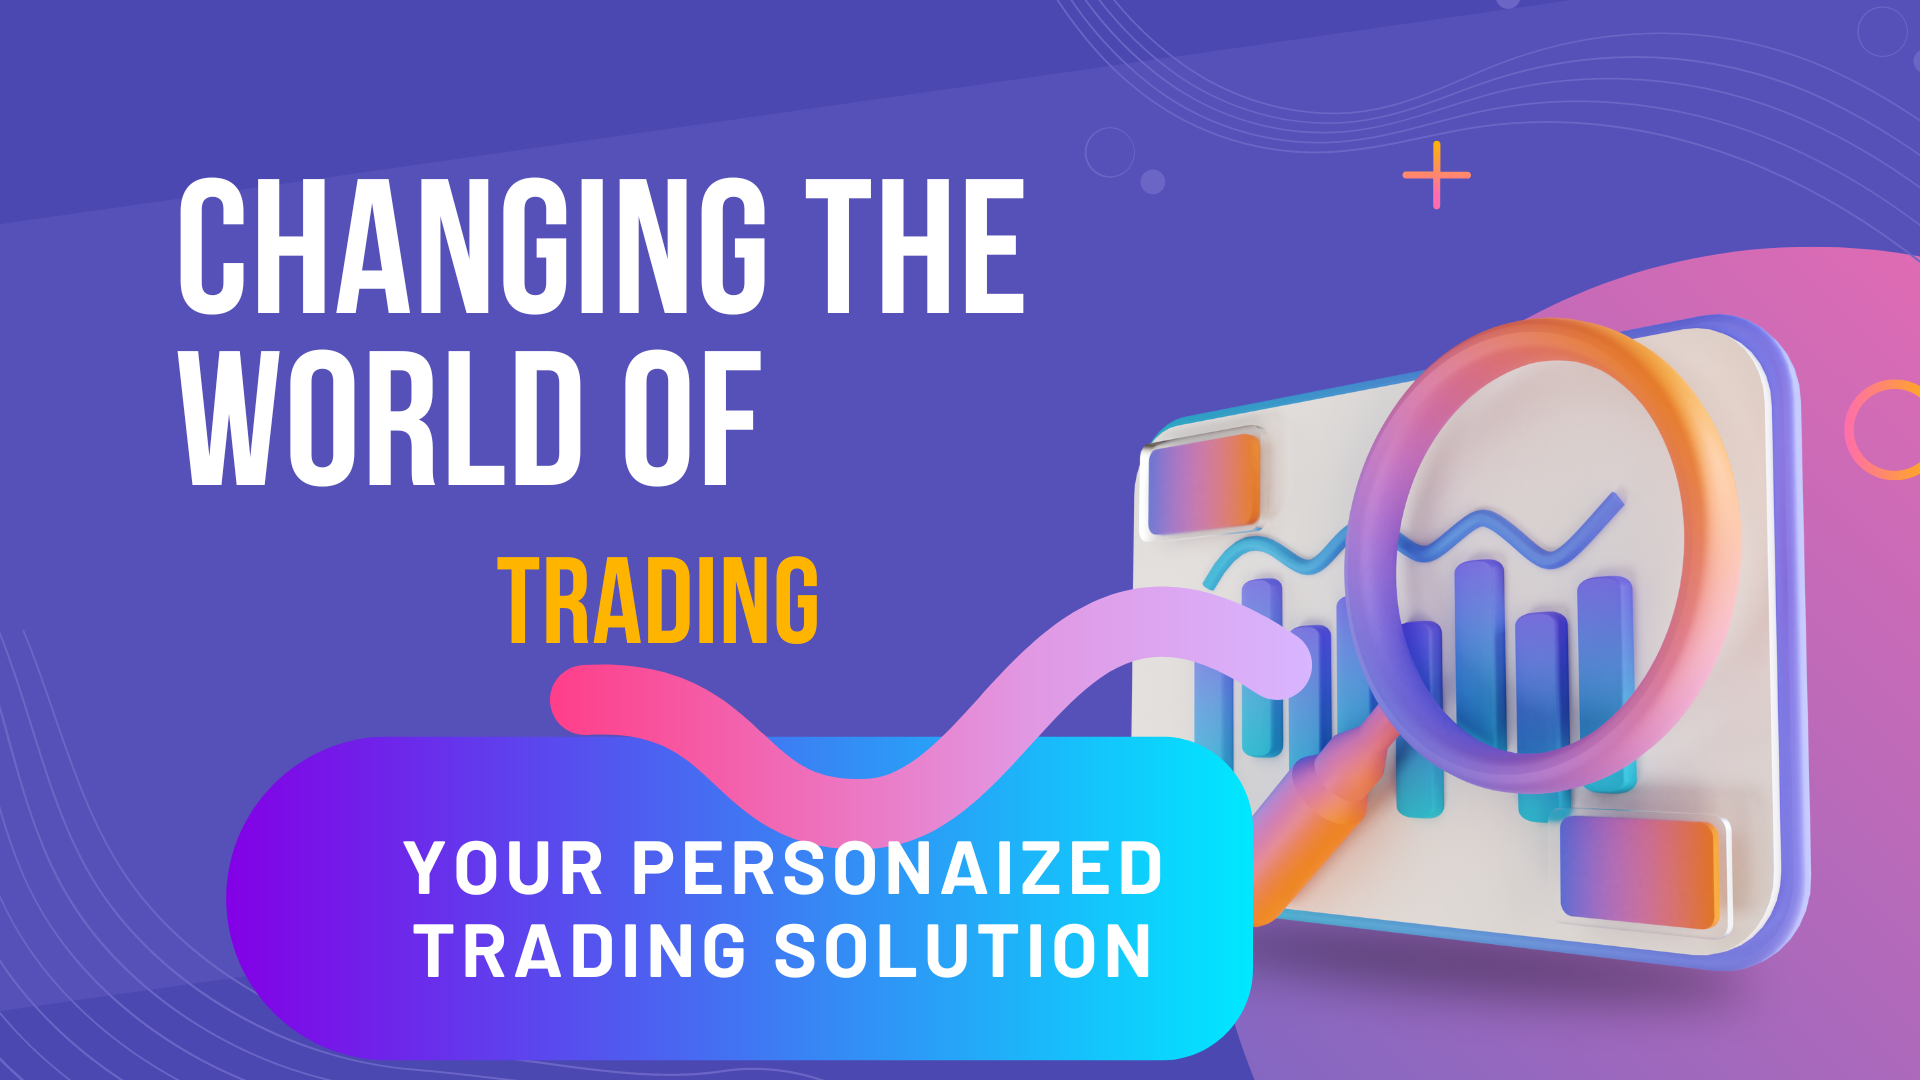 CHANGING THE
WORLD OF
TRADING
YOUR PERSONAIZED
TRADING SOLUTION